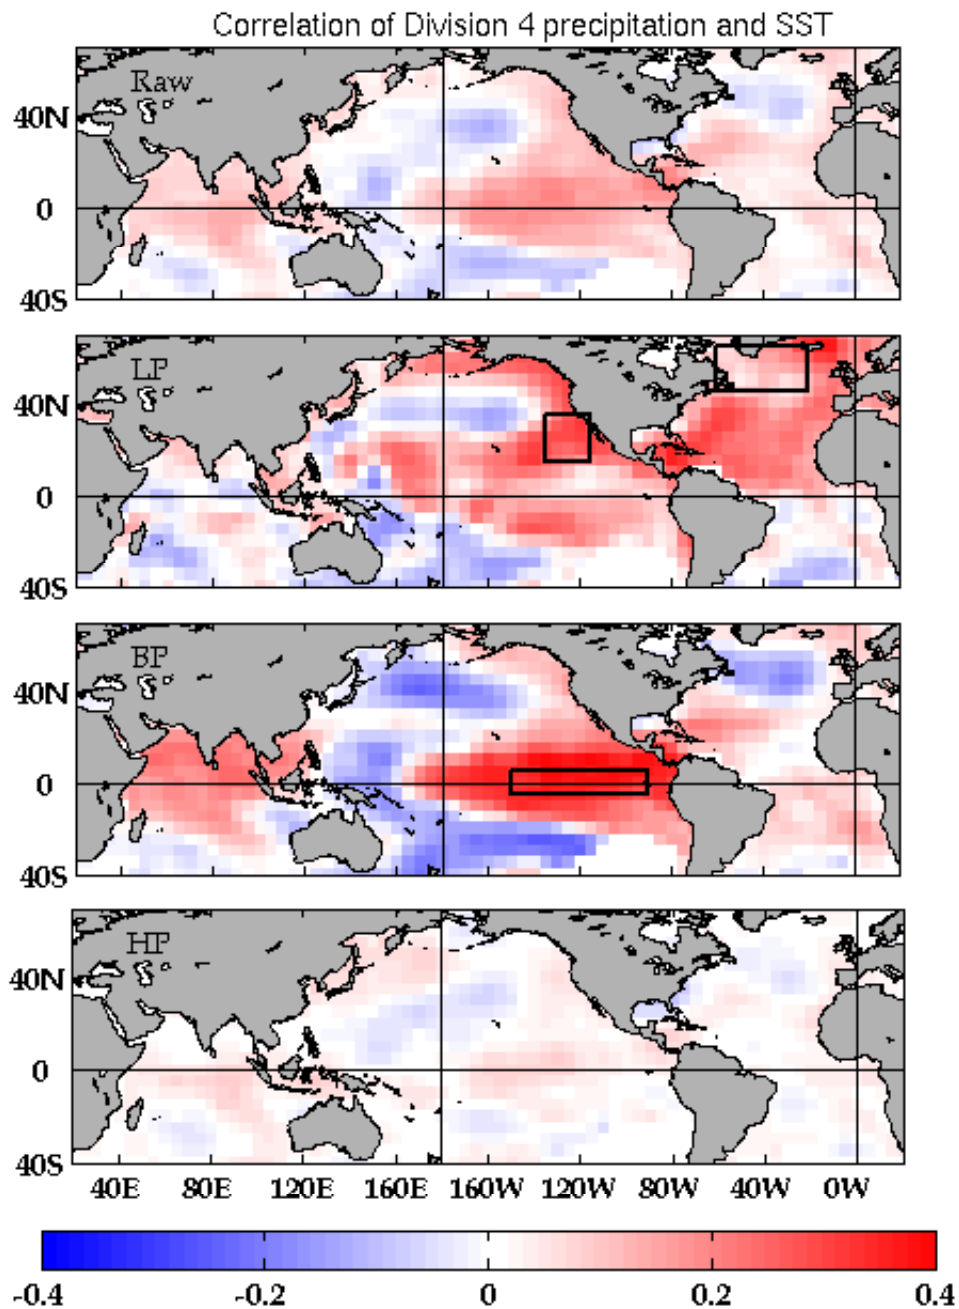 Correlation of Division 4 precipitation and SST
Raw
40N
0
40S
LP
40N
0
40S
BP
40N
0
40S
HP
40N
0
40S
40E 80E 120E 160E 160W 120W 80W 40W 0W
-0.4 -0.2 0 0.2 0.4